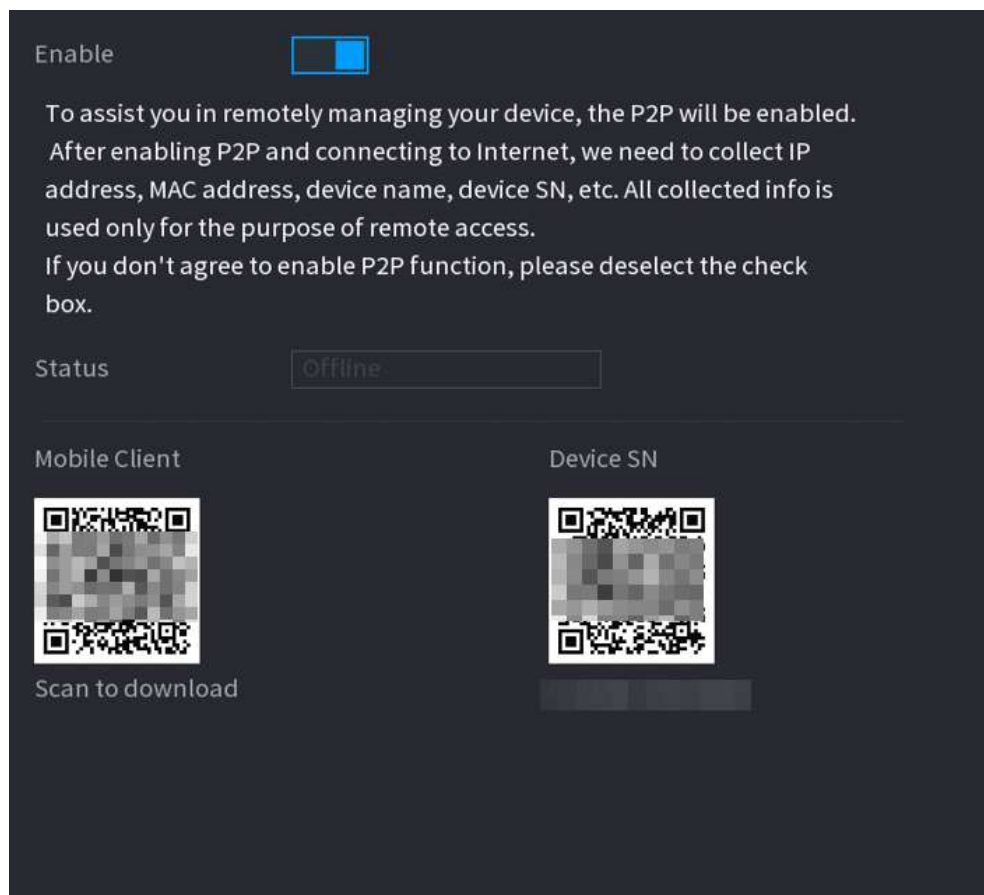 Enable
To assist you in remotely managing your device, the P2P will be enabled.
After enabling P2P and connecting to Internet, we need to collect IP
address, MAC address, device name, device SN, etc. All collected info is
used only for the purpose of remote access.
If you don't agree to enable P2P function, please deselect the check
box.
Status
Offline
Mobile Client
Device SN
Scan to download